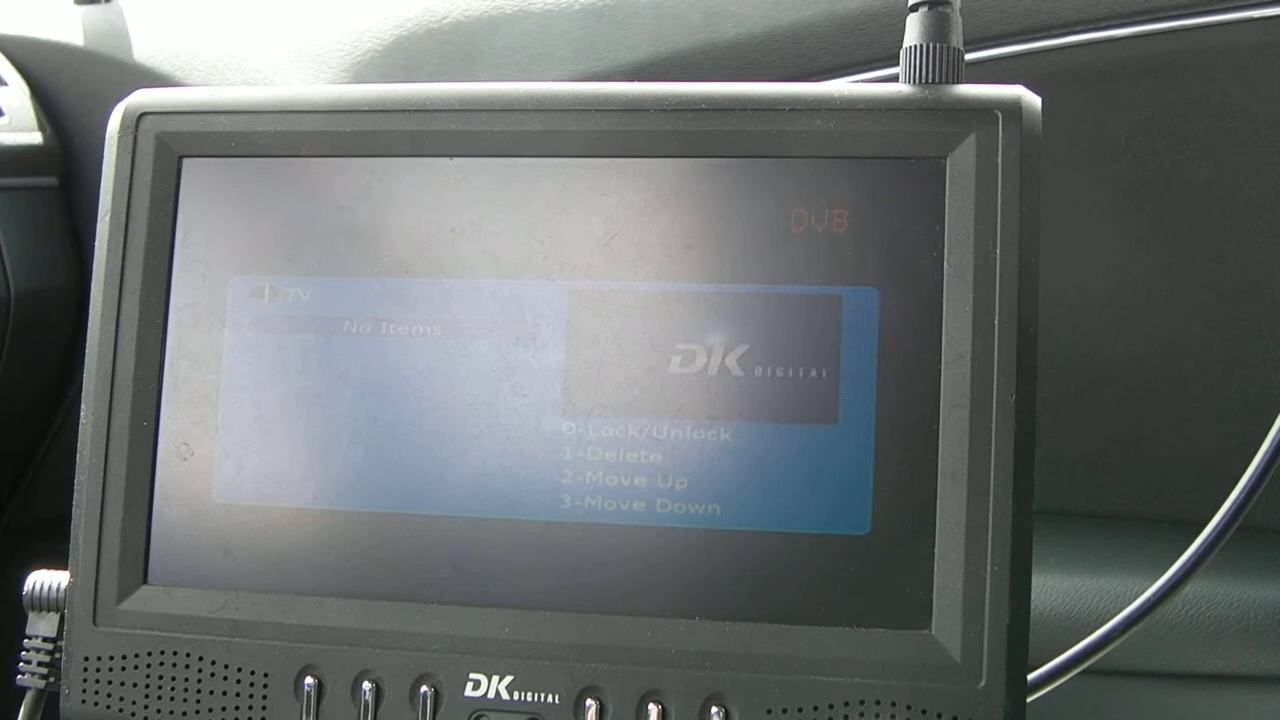 DVB
TV
No Items
DK DIGITAL
0-Lock/Unlock
1-Delete
2-Move Up
3-Move Down
DK DIGITAL